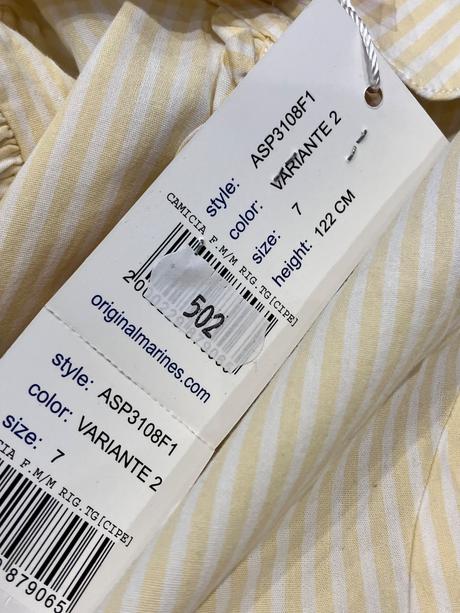 style: ASP3108F1
color: VARIANTE 2
size: 7
height: 122 CM
CAMICIA F.M/M RIG.TG[CIPE]
502
originalmarines.com
style: ASP3108F1
color: VARIANTE 2
size: 7
CIA F.M/M RIG.TG[CIPE]
879065